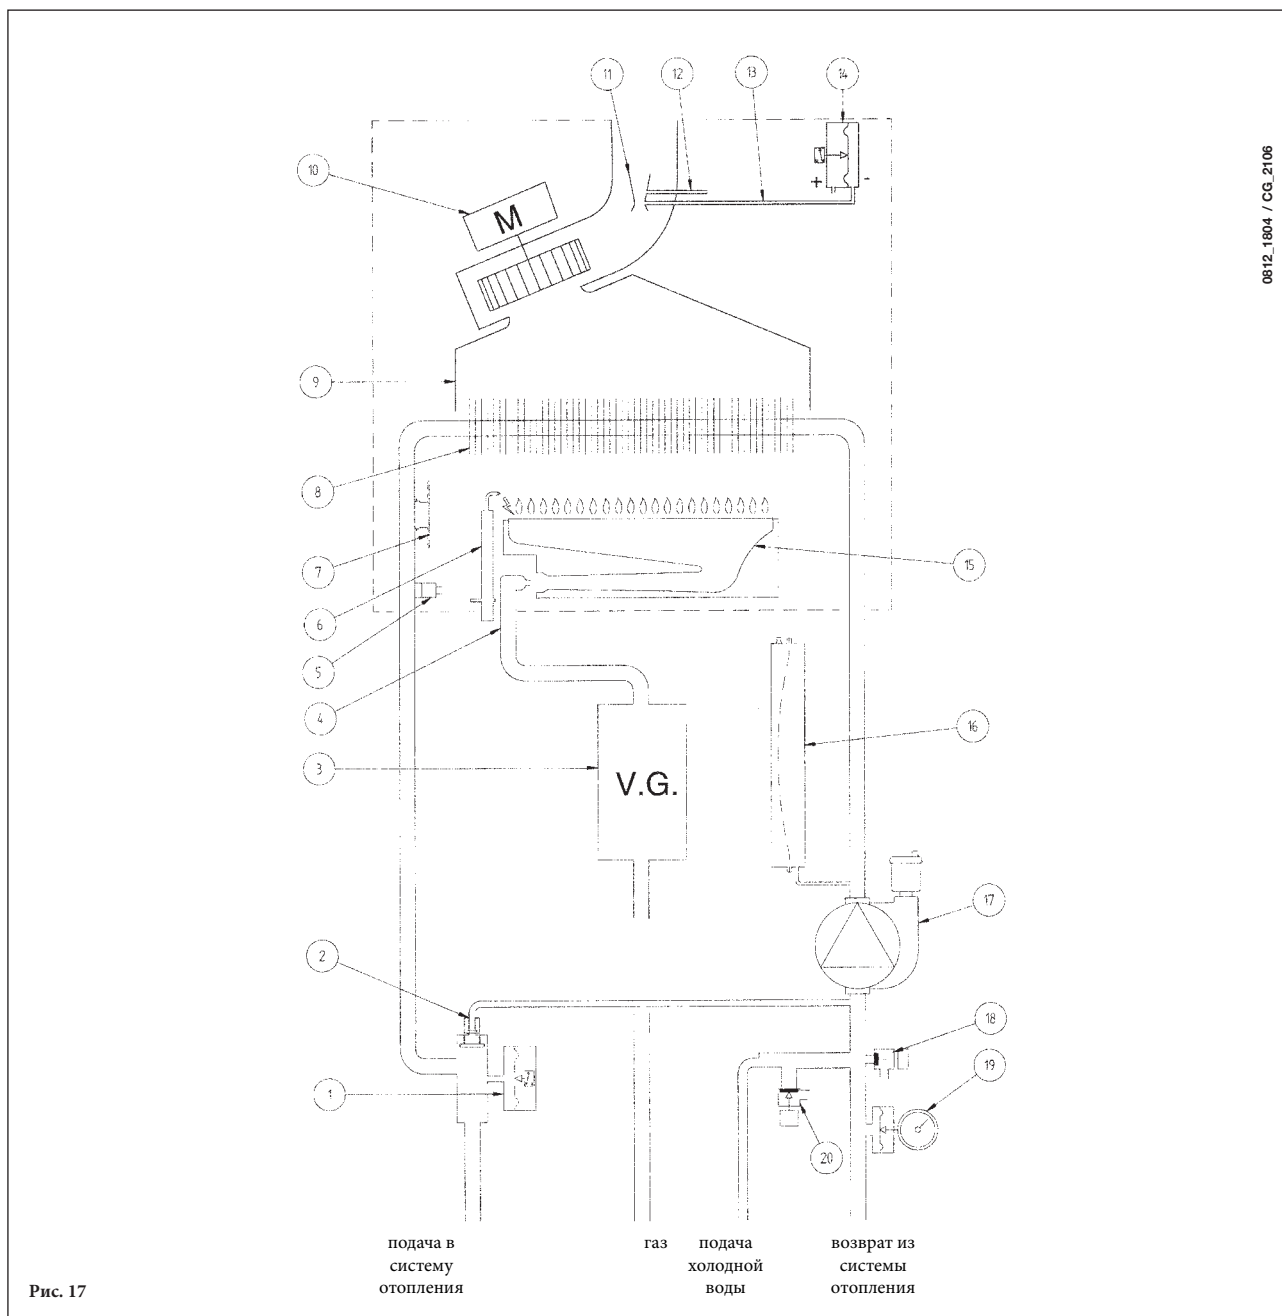 11 12 13 14
10
M
+ -
0812_1804 / CG_2106
9
8
7
15
6
5
4
16
3
V.G.
17
2
18
19
1
20
подача в
систему
отопления
газ
подача
холодной
воды
возврат из
системы
отопления
Рис. 17